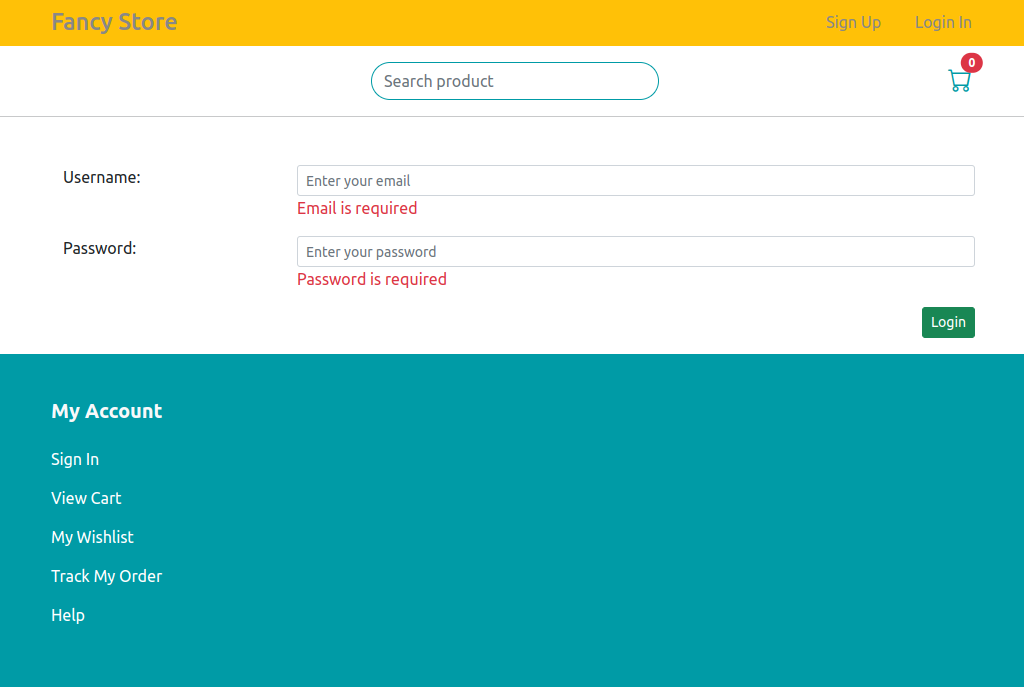 Fancy Store
Sign Up
Login In
Search product
0
Username:
Enter your email
Email is required
Password:
Enter your password
Password is required
Login
My Account
Sign In
View Cart
My Wishlist
Track My Order
Help